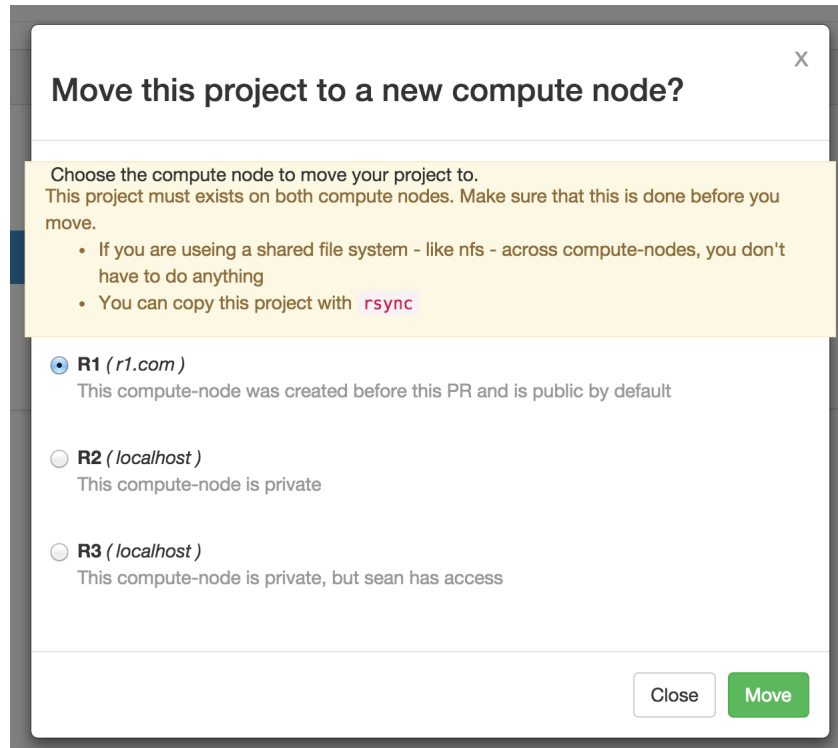 X
Move this project to a new compute node?
Choose the compute node to move your project to.
This project must exists on both compute nodes. Make sure that this is done before you
move.
• If you are useing a shared file system - like nfs - across compute-nodes, you don't
have to do anything
• You can copy this project with rsync
R1 ( r1.com )
This compute-node was created before this PR and is public by default
R2 ( localhost )
This compute-node is private
R3 ( localhost )
This compute-node is private, but sean has access
Close Move